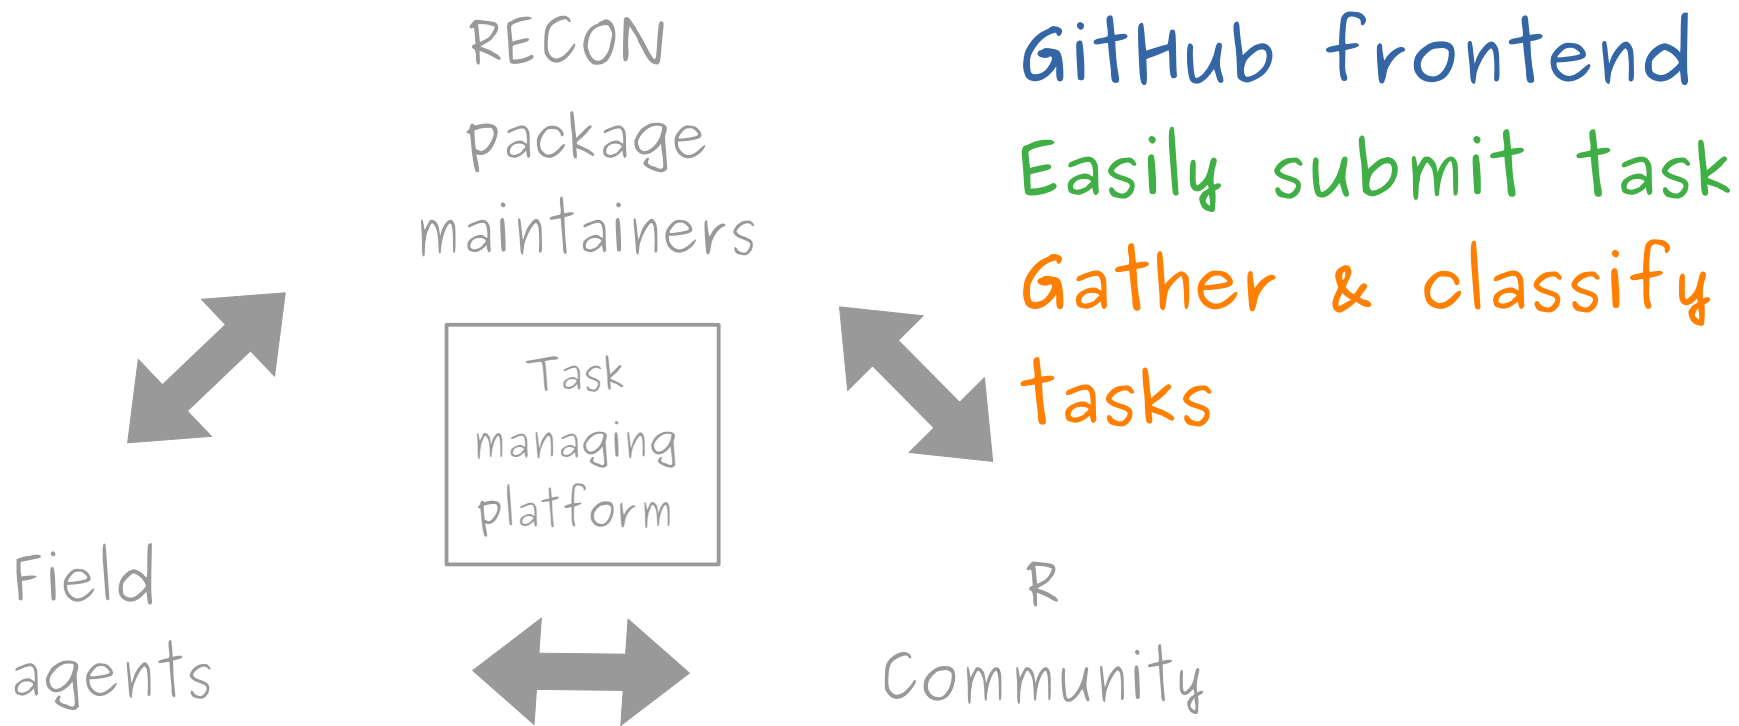 RECON
package
maintainers
GitHub frontend
Easily submit task
Gather & classify
tasks
Task
managing
platform
Field
agents
R
Community